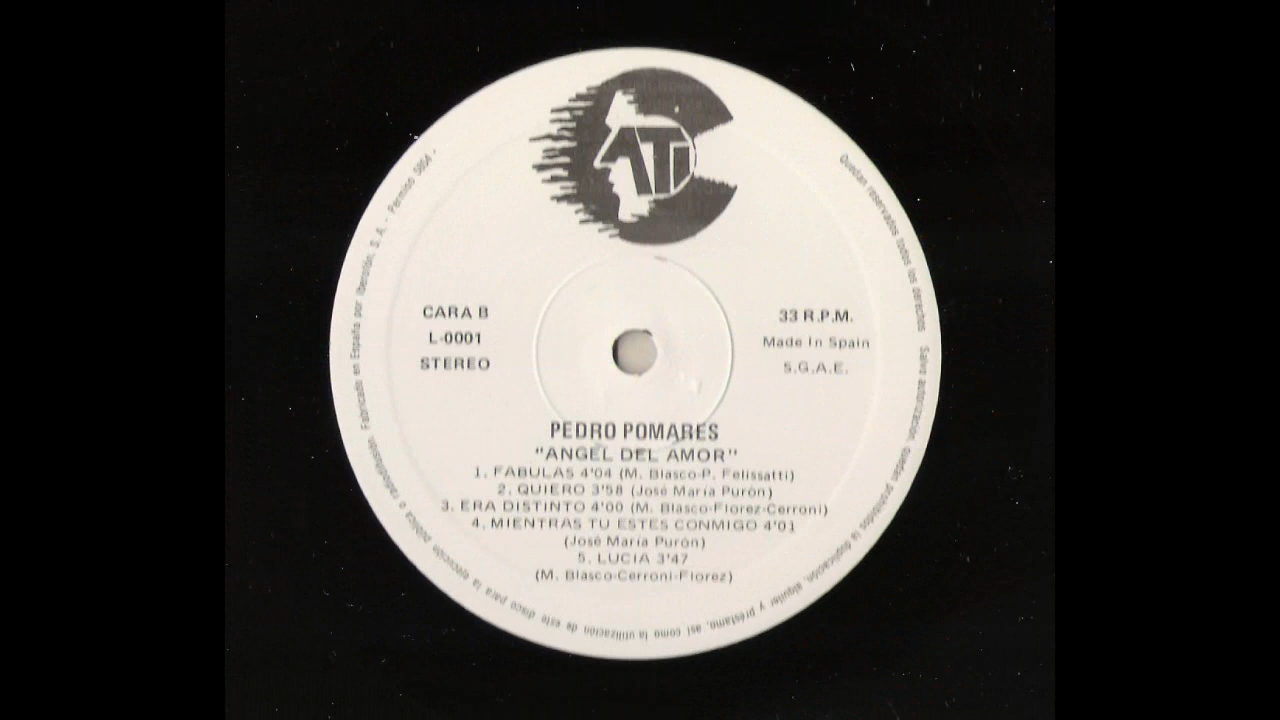 ATI
CARA B
L-0001
STEREO
33 R.P.M.
Made In Spain
S.G.A.E.
PEDRO POMARES
"ANGEL DEL AMOR"
1. FABULAS 4'04 (M. Blasco-P. Felissatti)
2. QUIERO 3'58 (José María Purón)
3. ERA DISTINTO 4'00 (M. Blasco-Florez-Cerroni)
4. MIENTRAS TU ESTES CONMIGO 4'01
(José María Purón)
5. LUCIA 3'47
(M. Blasco-Cerroni-Florez)
Quedan reservados todos los derechos Salvo autorización, quedan prohibidos la duplicación, alquiler y préstamo, así como la utilización de este disco para la ejecución pública o radiodifusión. Fabricado en España por Iberofón, S.A. - Permiso 5804 -